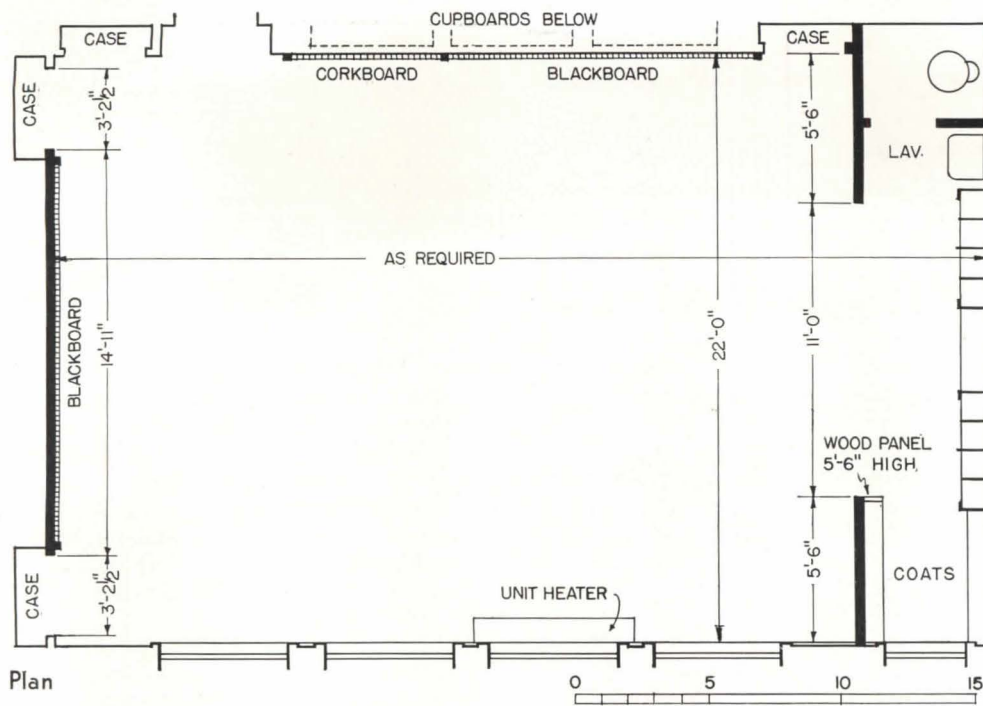 CUPBOARDS BELOW
CASE
CASE
CORKBOARD
BLACKBOARD
CASE
3'-2½"
5'-6"
LAV.
AS REQUIRED
BLACKBOARD
14'-11"
22'-0"
11'-0"
WOOD PANEL
5'-6" HIGH.
CASE
3'-2½"
UNIT HEATER
5'-6"
COATS
Plan
0 5 10 15